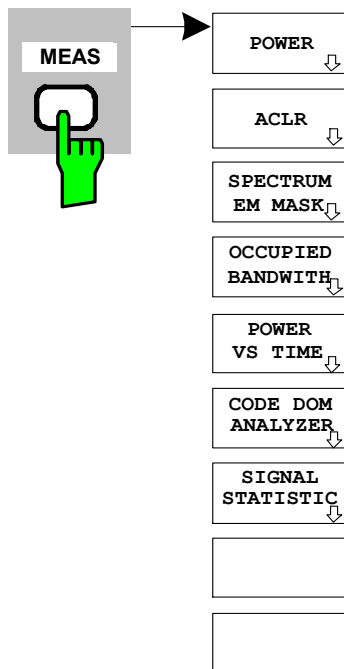 MEAS
POWER
ACLR
SPECTRUM
EM MASK
OCCUPIED
BANDWITH
POWER
VS TIME
CODE DOM
ANALYZER
SIGNAL
STATISTIC